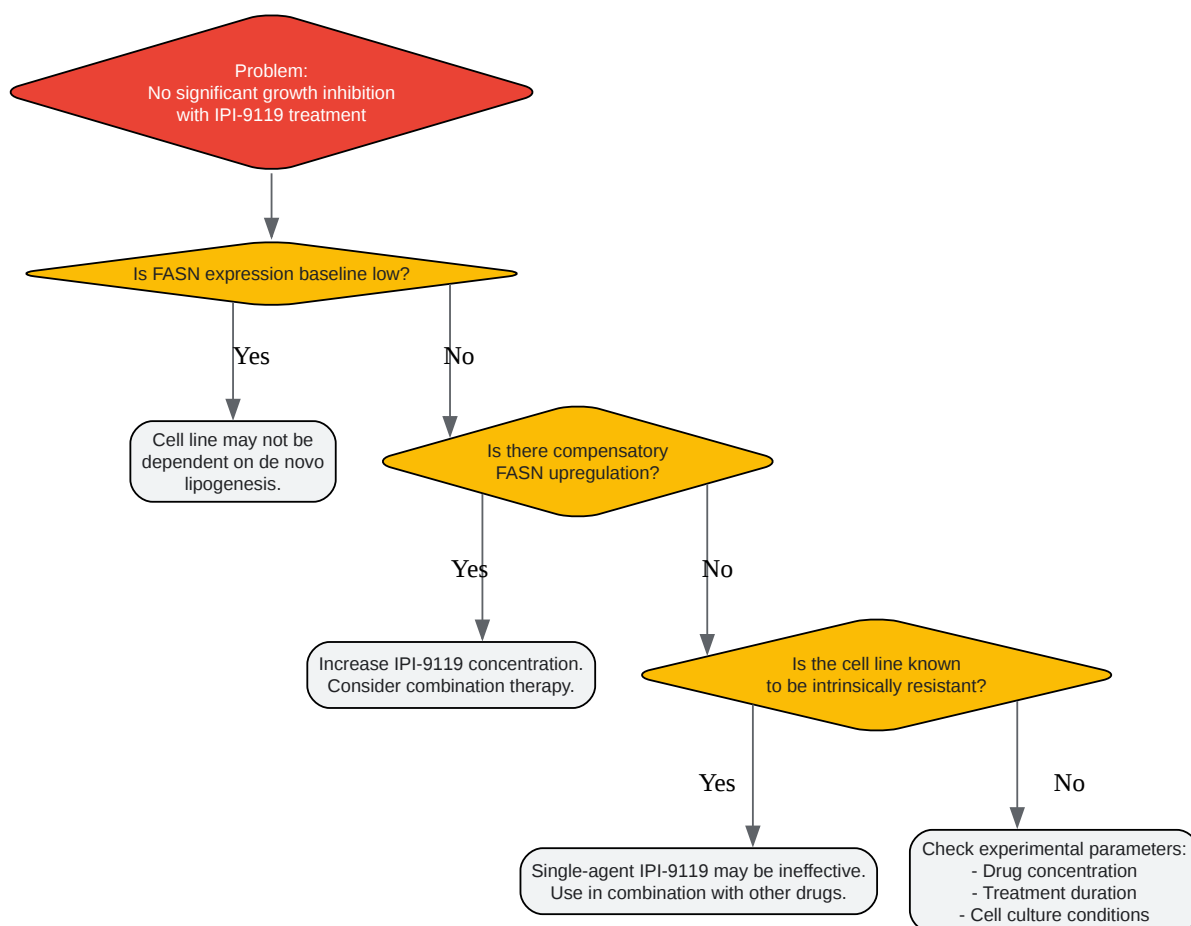 Problem:
No significant growth inhibition
with IPI-9119 treatment
Is FASN expression baseline low?
Yes
No
Cell line may not be
dependent on de novo
lipogenesis.
Is there compensatory
FASN upregulation?
Yes
No
Increase IPI-9119 concentration.
Consider combination therapy.
Is the cell line known
to be intrinsically resistant?
Yes
No
Single-agent IPI-9119 may be ineffective.
Use in combination with other drugs.
Check experimental parameters:
- Drug concentration
- Treatment duration
- Cell culture conditions